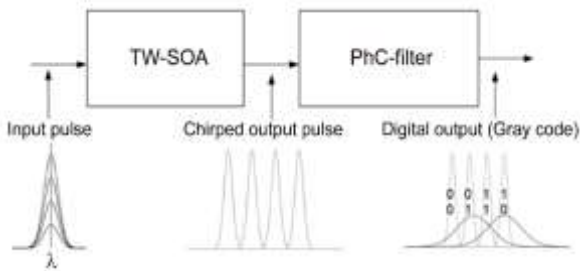 TW-SOA
PhC-filter
Input pulse
Chirped output pulse
Digital output (Gray code)
0 0 1 1
0 1 1 0
λ